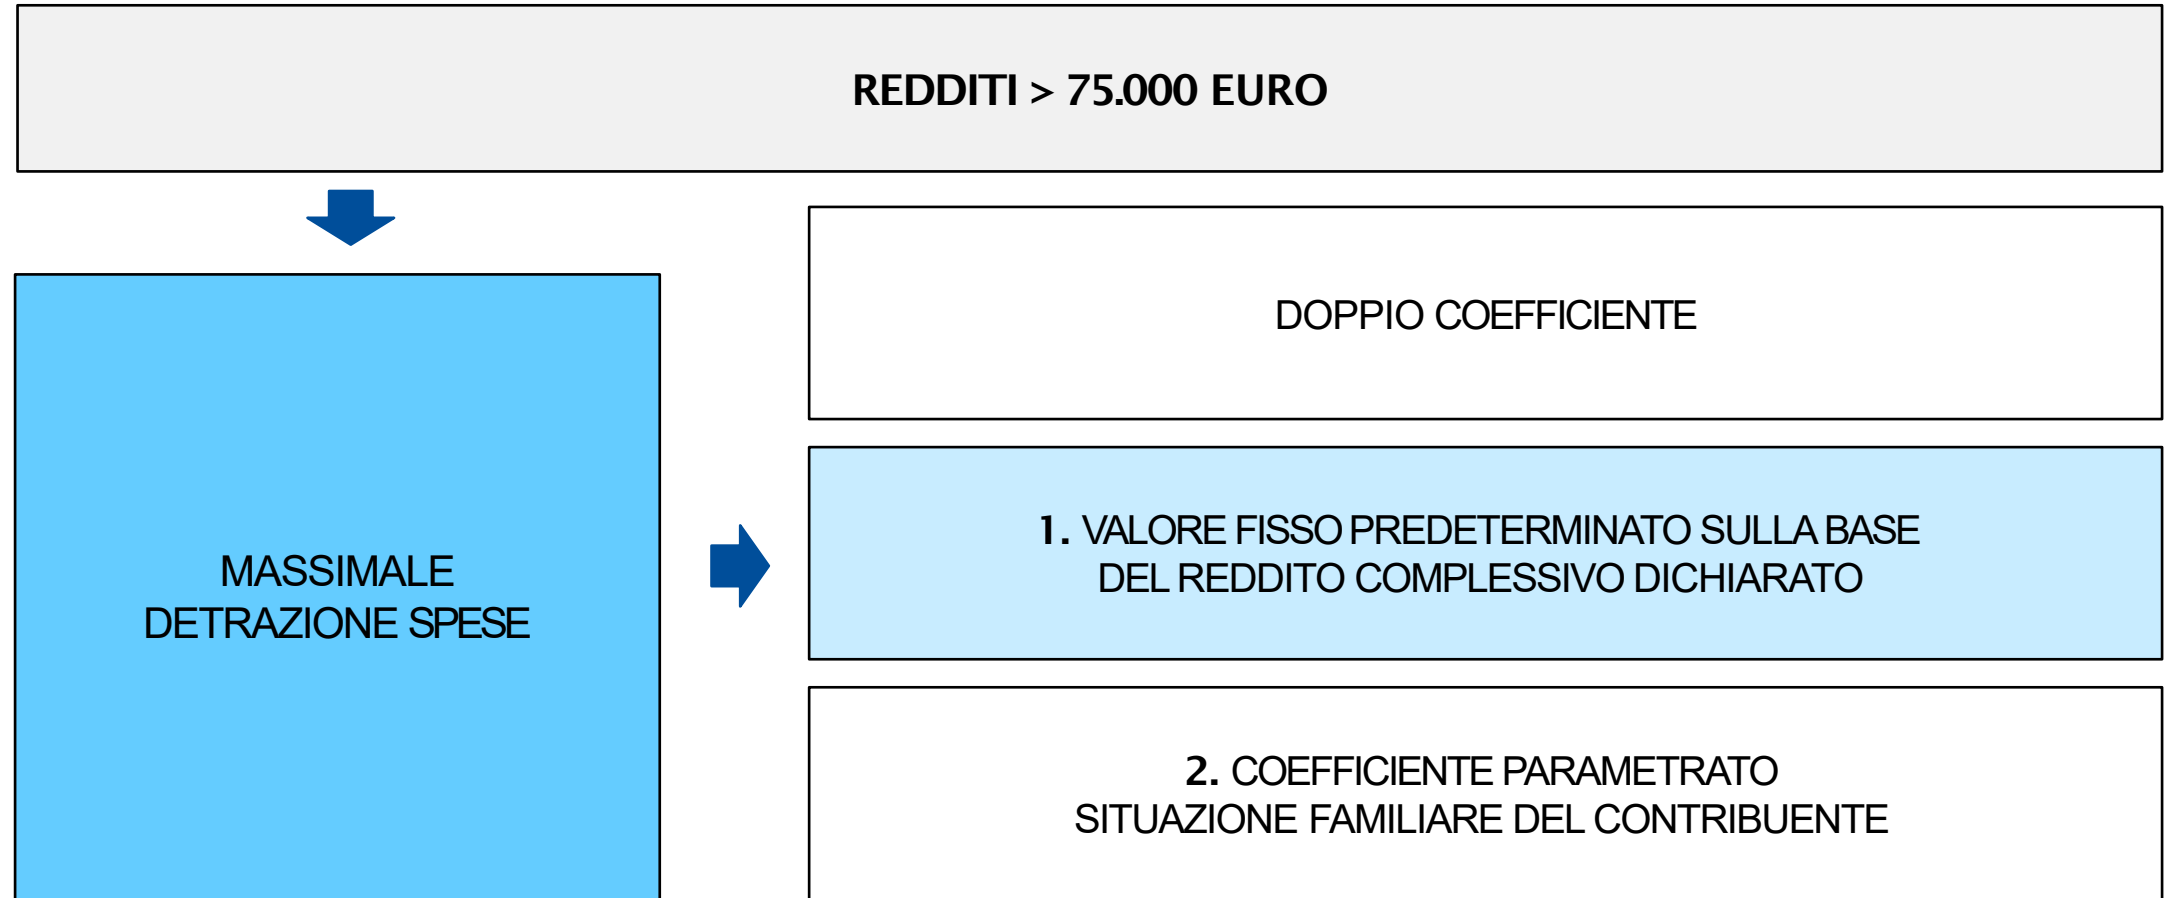 REDDITI > 75.000 EURO
DOPPIO COEFFICIENTE
MASSIMALE
DETRAZIONE SPESE
1. VALORE FISSO PREDETERMINATO SULLA BASE
DEL REDDITO COMPLESSIVO DICHIARATO
2. COEFFICIENTE PARAMETRATO
SITUAZIONE FAMILIARE DEL CONTRIBUENTE